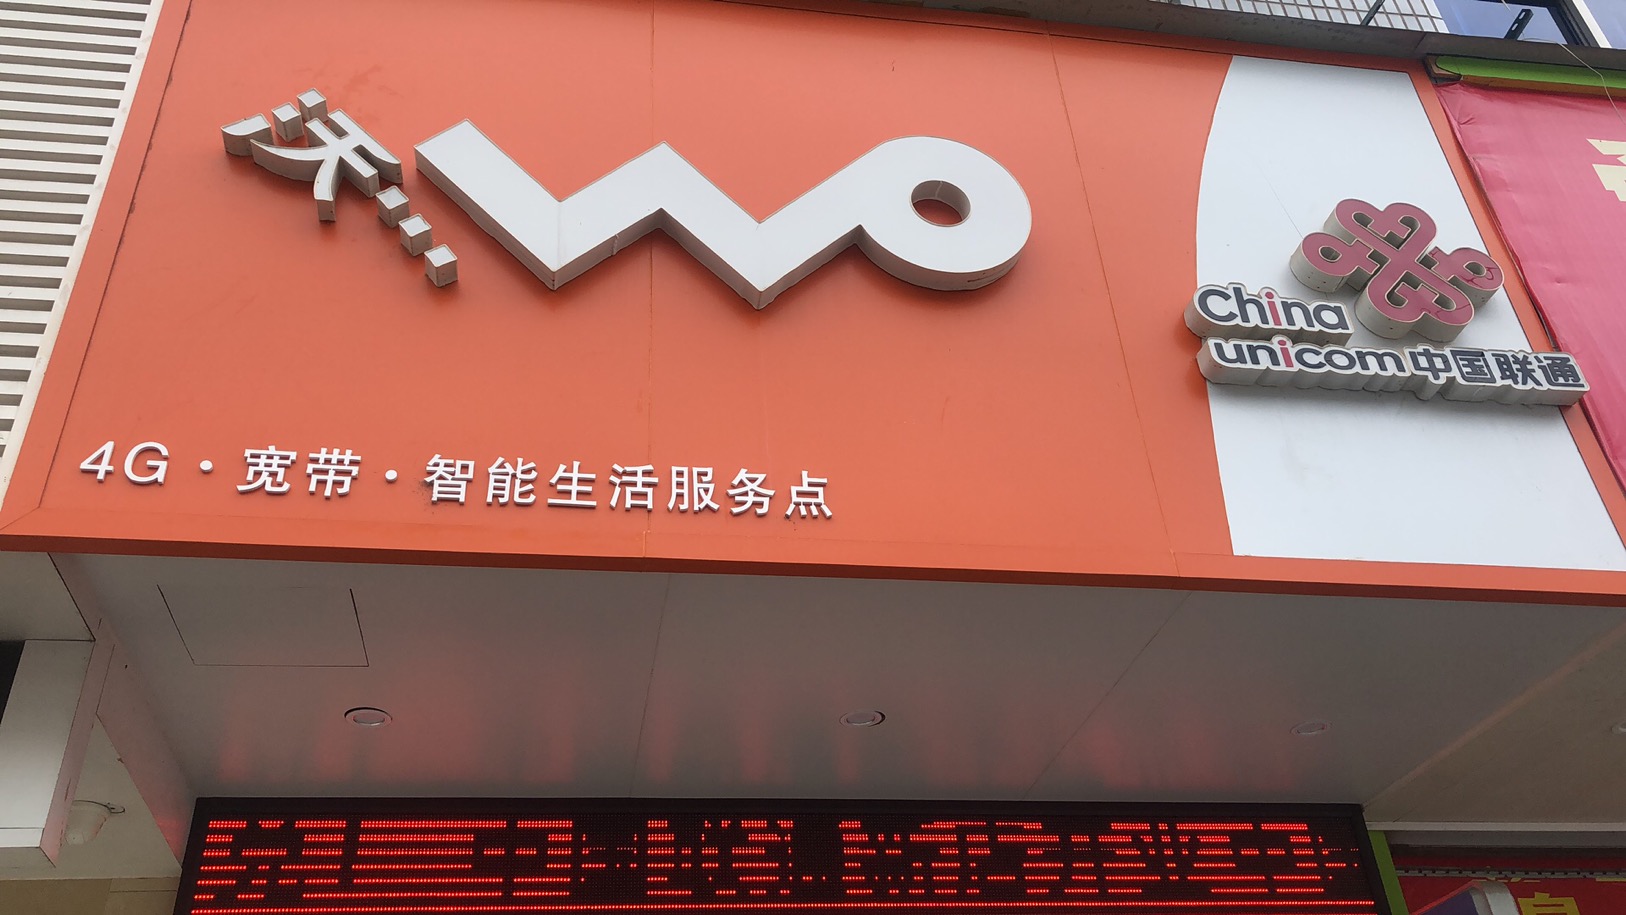 沃 wo
China
unicom中国联通
4G·宽带·智能生活服务点